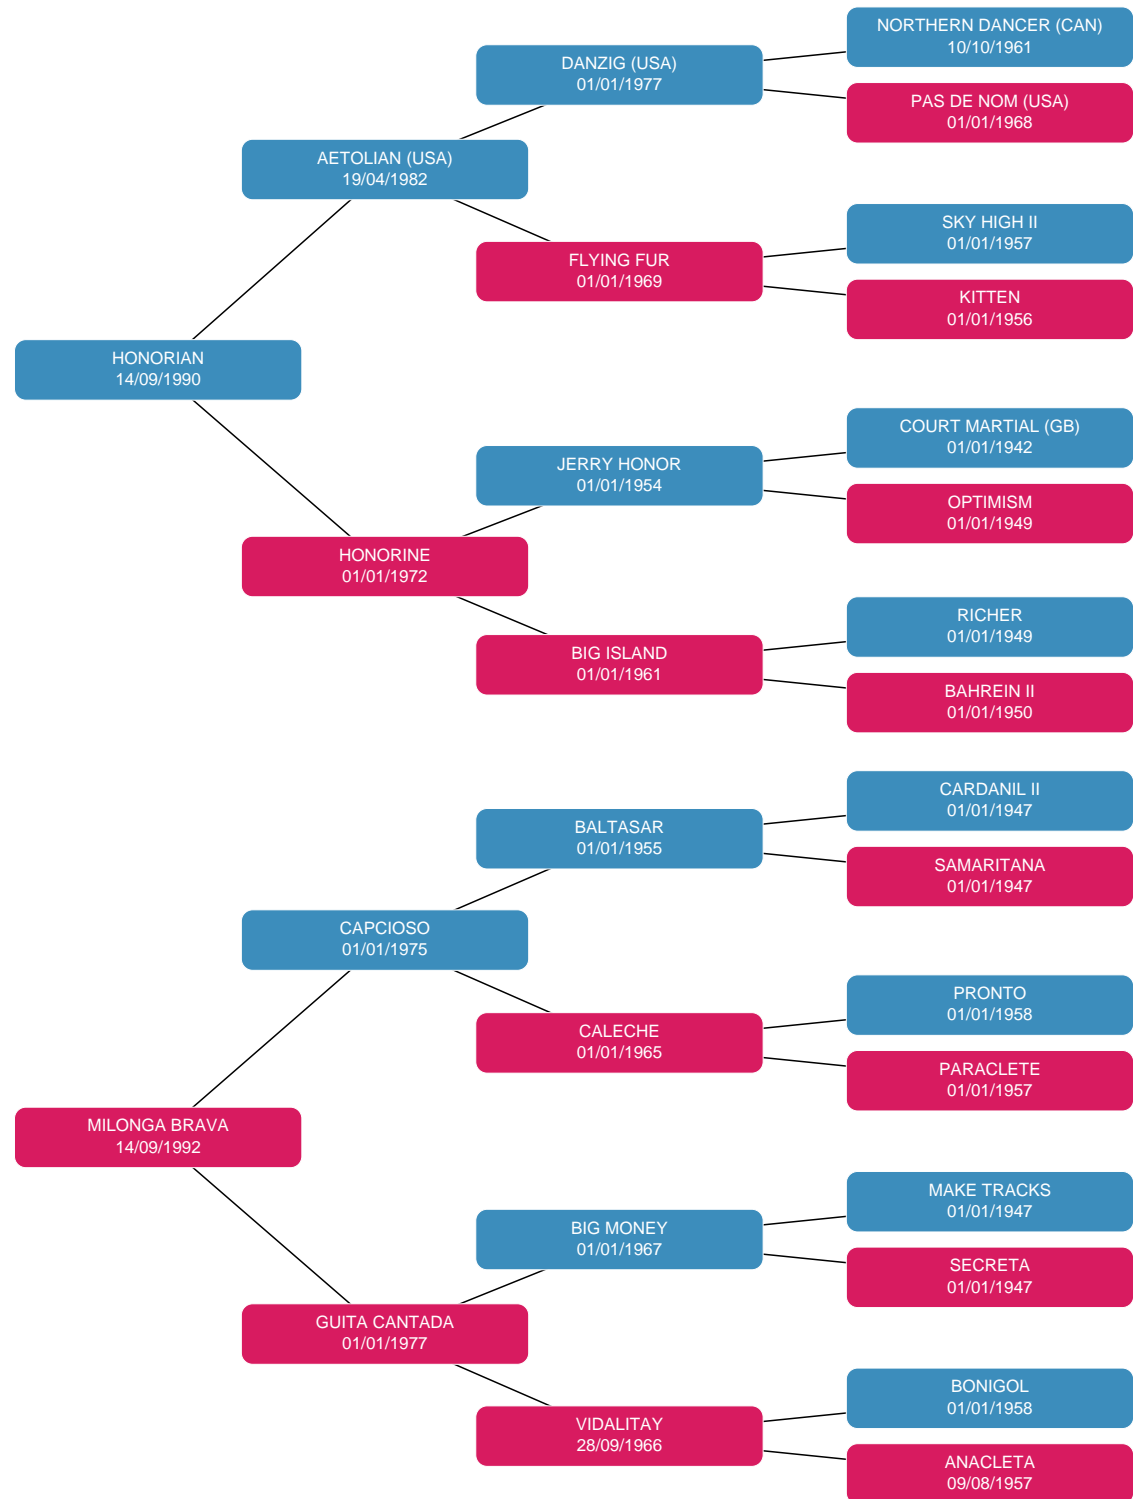 NORTHERN DANCER (CAN)
10/10/1961
DANZIG (USA)
01/01/1977
PAS DE NOM (USA)
01/01/1968
AETOLIAN (USA)
19/04/1982
SKY HIGH II
01/01/1957
FLYING FUR
01/01/1969
KITTEN
01/01/1956
HONORIAN
14/09/1990
COURT MARTIAL (GB)
01/01/1942
JERRY HONOR
01/01/1954
OPTIMISM
01/01/1949
HONORINE
01/01/1972
RICHER
01/01/1949
BIG ISLAND
01/01/1961
BAHREIN II
01/01/1950
CARDANIL II
01/01/1947
BALTASAR
01/01/1955
SAMARITANA
01/01/1947
CAPCIOSO
01/01/1975
PRONTO
01/01/1958
CALECHE
01/01/1965
PARACLETE
01/01/1957
MILONGA BRAVA
14/09/1992
MAKE TRACKS
01/01/1947
BIG MONEY
01/01/1967
SECRETA
01/01/1947
GUITA CANTADA
01/01/1977
BONIGOL
01/01/1958
VIDALITAY
28/09/1966
ANACLETA
09/08/1957